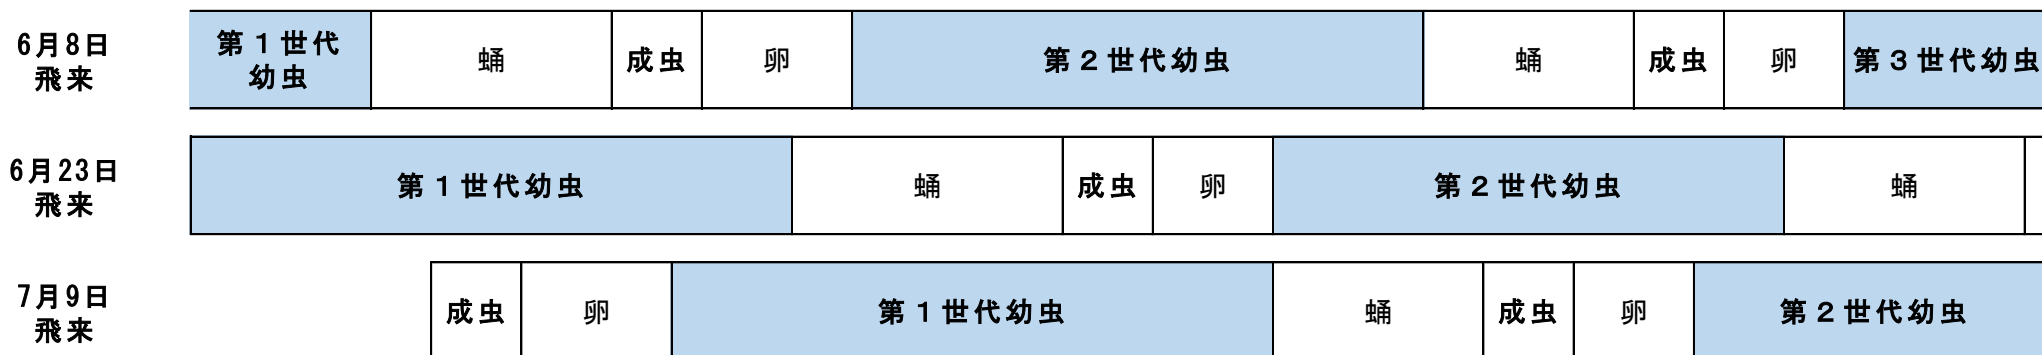 6月8日
飛来
第1世代
幼虫
蛹
成虫
卵
第2世代幼虫
蛹
成虫
卵
第3世代幼虫
6月23日
飛来
第1世代幼虫
蛹
成虫
卵
第2世代幼虫
蛹
7月9日
飛来
成虫
卵
第1世代幼虫
蛹
成虫
卵
第2世代幼虫